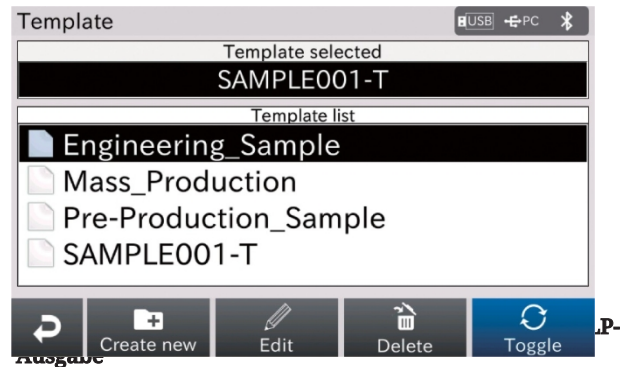 Template
USB PC
Template selected
SAMPLE001-T
Template list
Engineering_Sample
Mass_Production
Pre-Production_Sample
SAMPLE001-T
Create new Edit Delete Toggle
LP-
Ausgabe